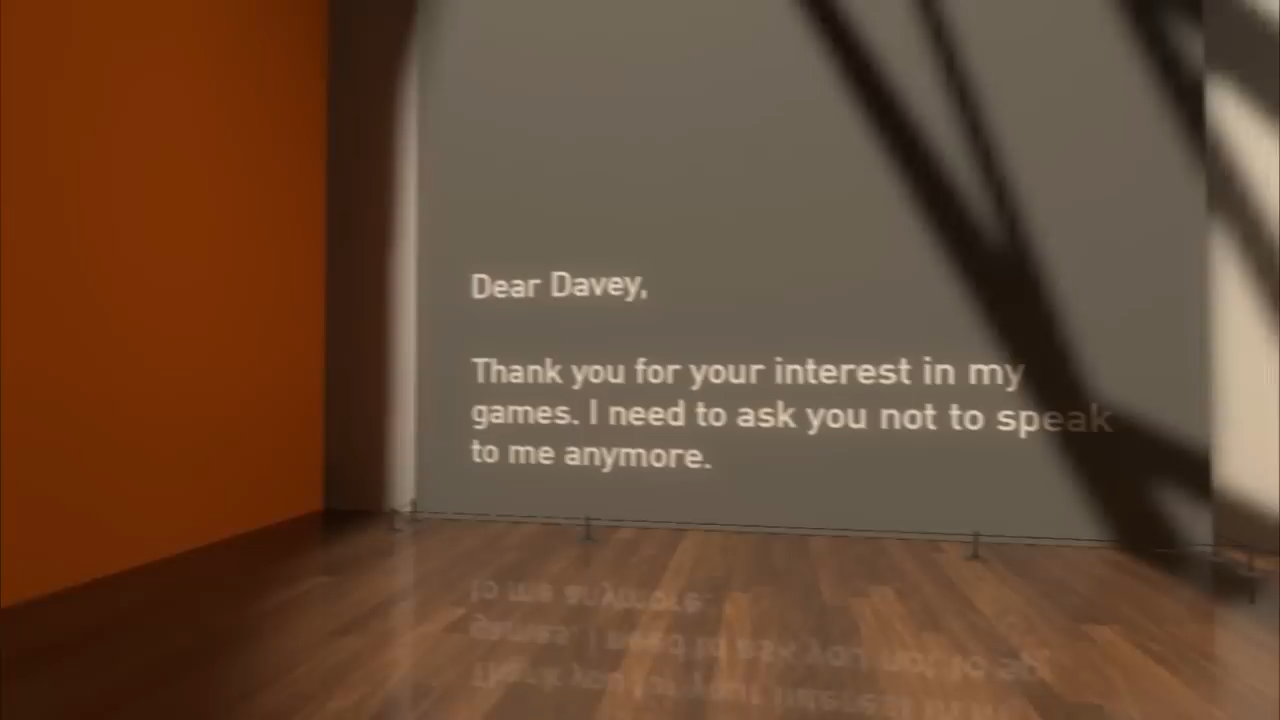 Dear Davey,
Thank you for your interest in my
games. I need to ask you not to speak
to me anymore.